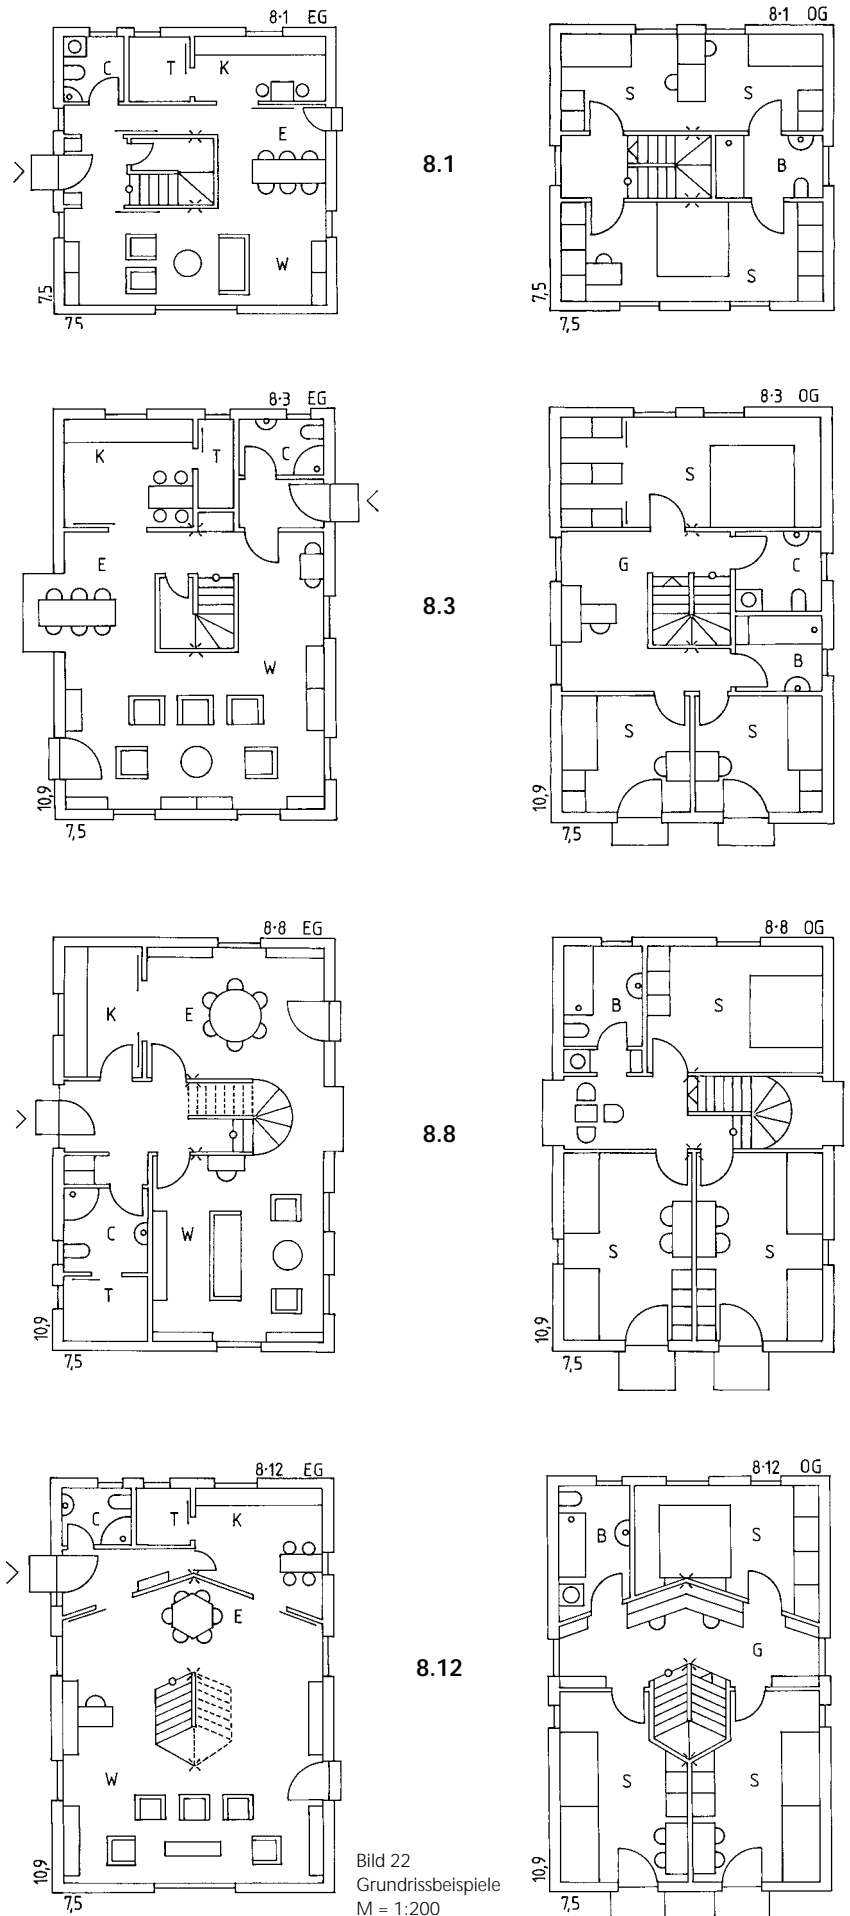 8·1 EG
C T K
E
W
7,5
7,5
8.1
8·1 OG
S S
B
S
7,5
7,5
8·3 EG
K T C
E
W
10,9
7,5
8.3
8·3 OG
S
G C
B
S S
10,9
7,5
8·8 EG
K E
C W
T
10,9
7,5
8.8
8·8 OG
B S
S S
10,9
7,5
8·12 EG
C T K
E
W
10,9
7,5
8.12
8·12 OG
B S
G
S S
10,9
7,5
Bild 22
Grundrissbeispiele
M = 1:200